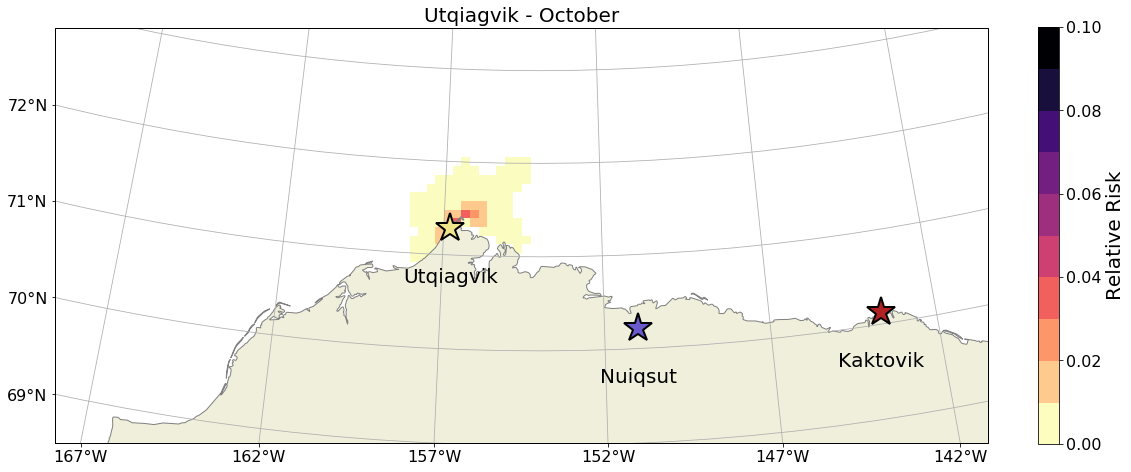 Utqiagvik - October
0.10
72°N
0.08
71°N
0.06
Relative Risk
Utqiagvik
0.04
70°N
Kaktovik
Nuiqsut
0.02
69°N
0.00
167°W 162°W 157°W 152°W 147°W 142°W